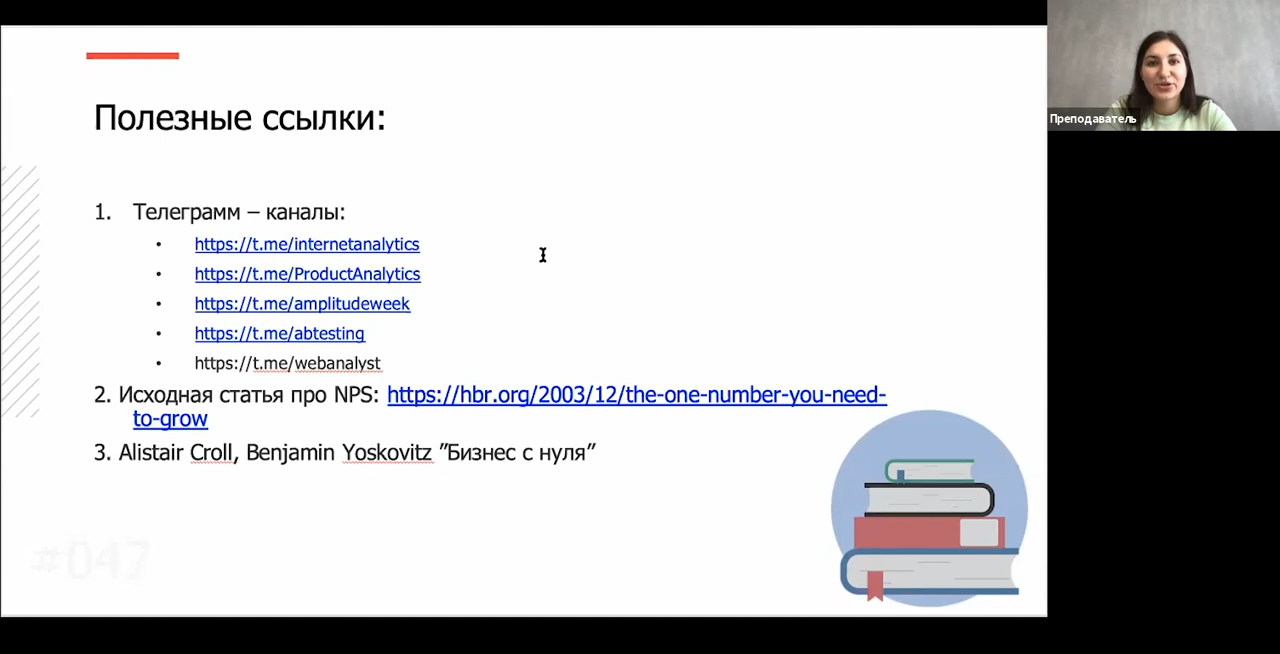 Полезные ссылки:
Преподаватель
1. Телеграмм – каналы:
• https://t.me/internetanalytics
• https://t.me/ProductAnalytics
• https://t.me/amplitudeweek
• https://t.me/abtesting
• https://t.me/webanalyst
2. Исходная статья про NPS: https://hbr.org/2003/12/the-one-number-you-need-
to-grow
3. Alistair Croll, Benjamin Yoskovitz ”Бизнес с нуля”
#047